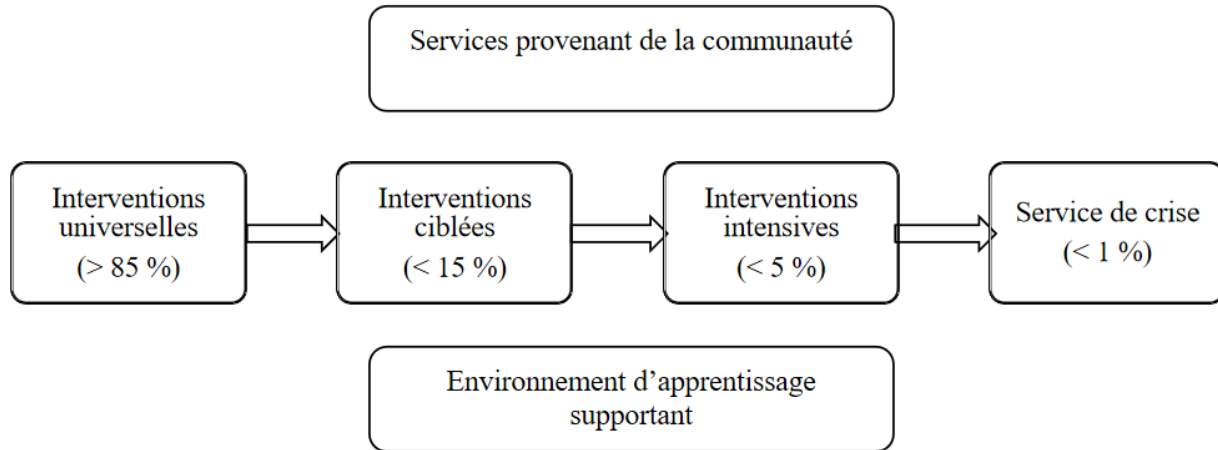 Services provenant de la communauté
Interventions
universelles
(> 85 %)
Interventions
ciblées
(< 15 %)
Interventions
intensives
(< 5 %)
Service de crise
(< 1 %)
Environnement d’apprentissage
supportant